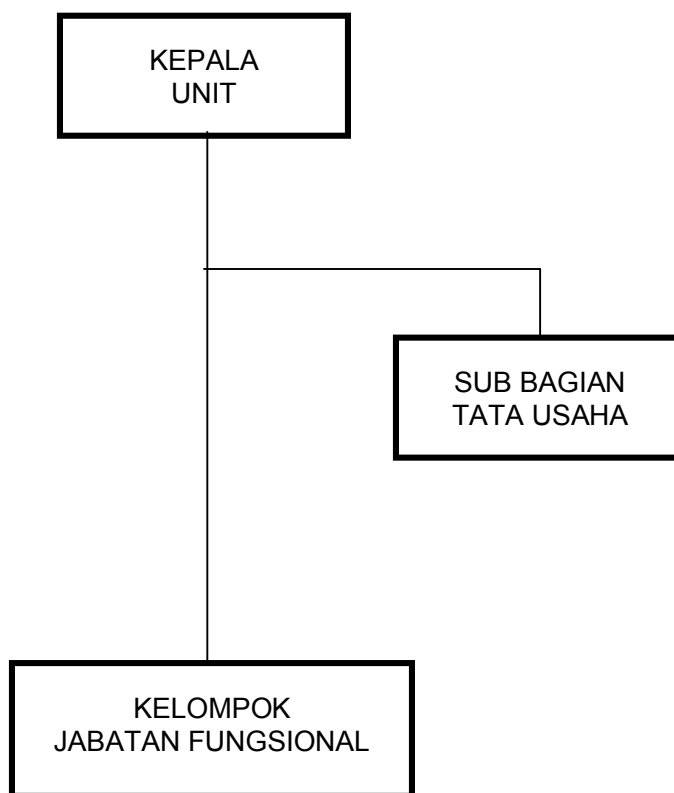 KEPALA
UNIT
SUB BAGIAN
TATA USAHA
KELOMPOK
JABATAN FUNGSIONAL